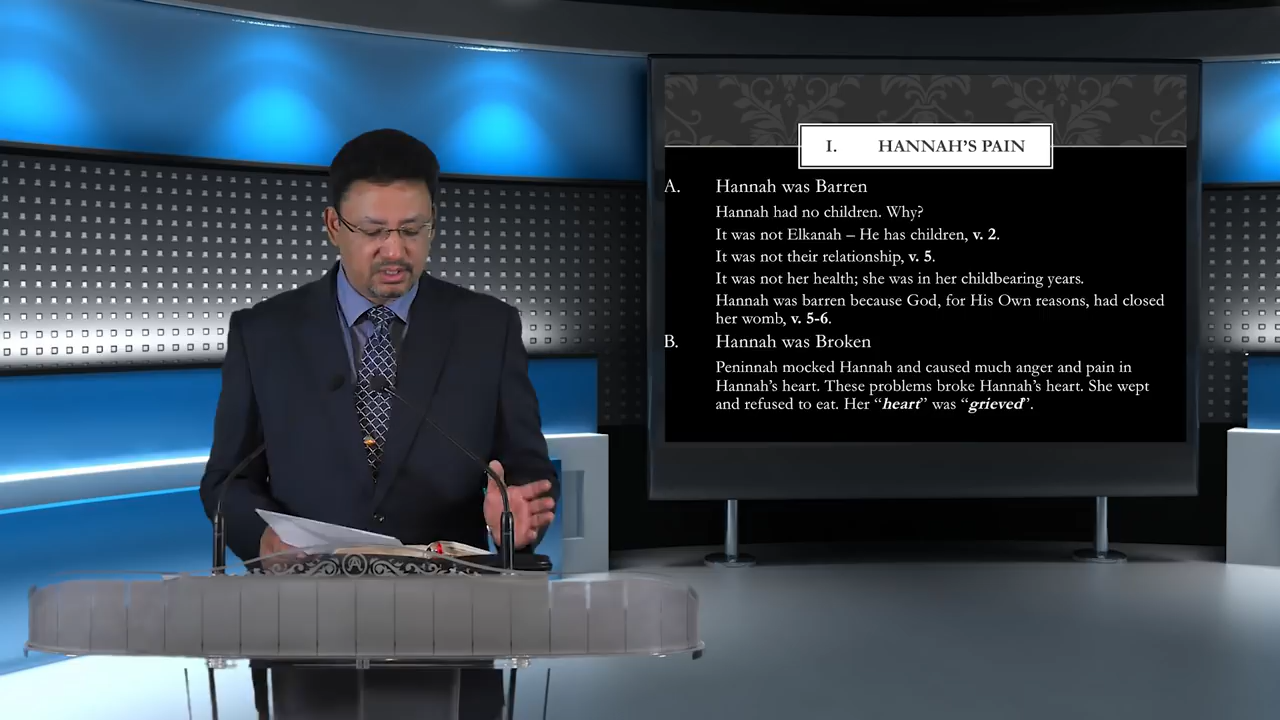 I. HANNAH'S PAIN
A. Hannah was Barren
Hannah had no children. Why?
It was not Elkanah – He has children, v. 2.
It was not their relationship, v. 5.
It was not her health; she was in her childbearing years.
Hannah was barren because God, for His Own reasons, had closed
her womb, v. 5-6.
B. Hannah was Broken
Peninnah mocked Hannah and caused much anger and pain in
Hannah's heart. These problems broke Hannah's heart. She wept
and refused to eat. Her “heart” was “grieved”.